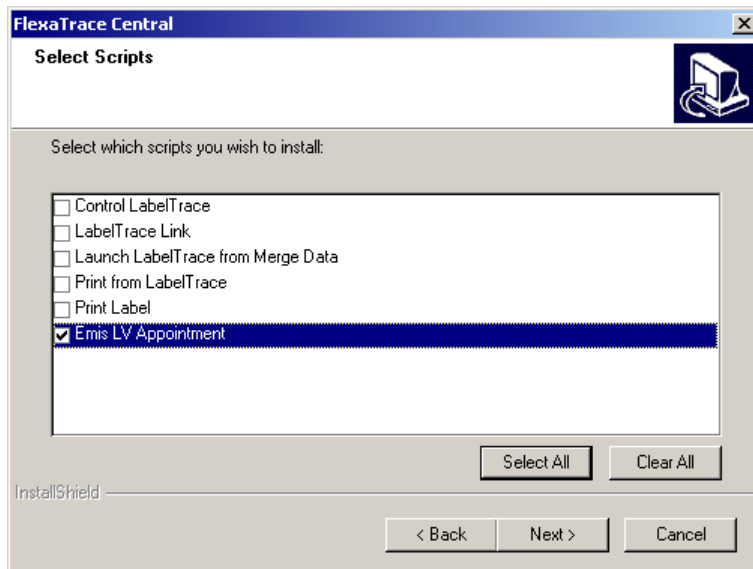 FlexaTrace Central
Select Scripts
Select which scripts you wish to install:
Control LabelTrace
LabelTrace Link
Launch LabelTrace from Merge Data
Print from LabelTrace
Print Label
Emis LV Appointment
Select All
Clear All
InstallShield
< Back
Next >
Cancel